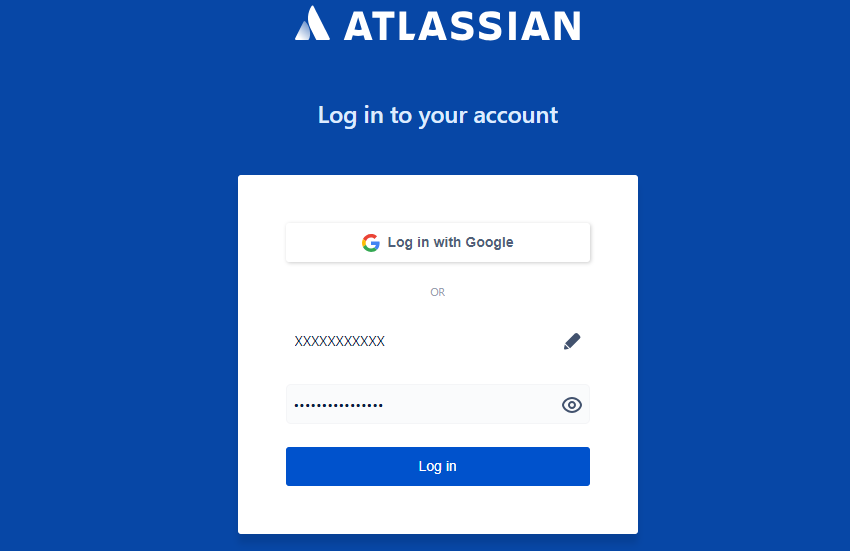 ATLASSIAN
Log in to your account
Log in with Google
OR
XXXXXXXXXXX
••••••••••••••••
Log in